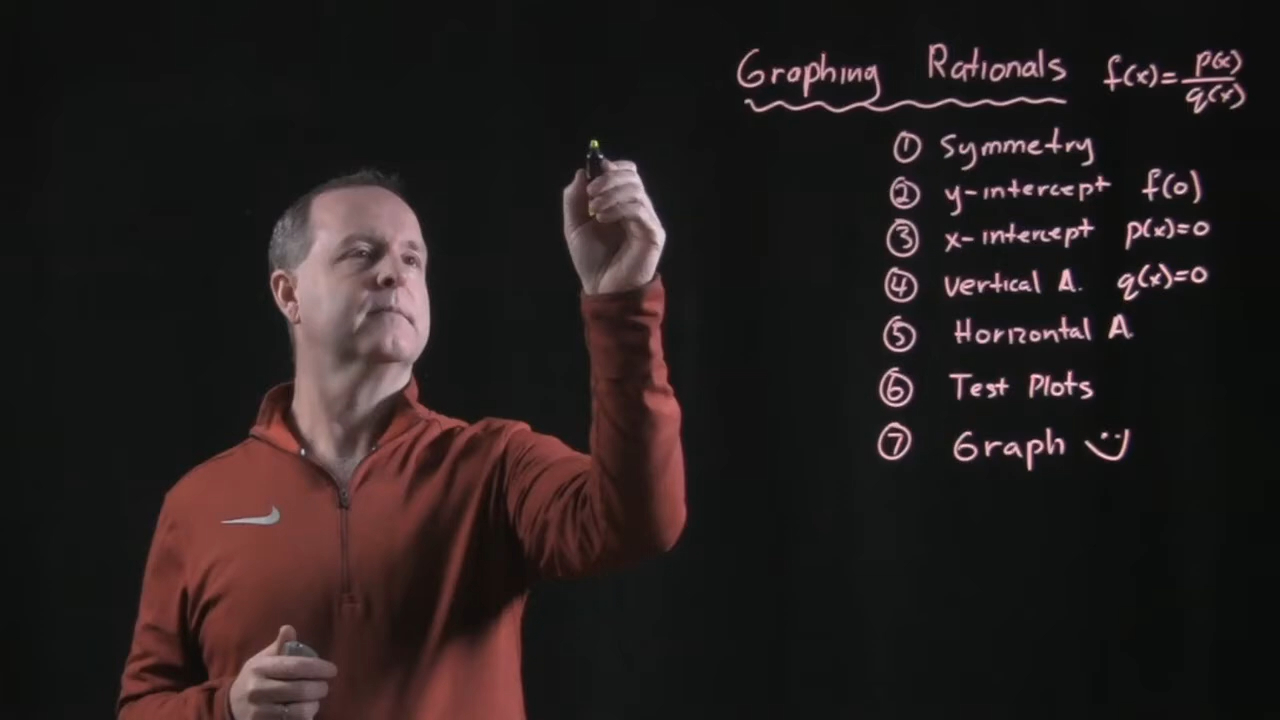 Graphing Rationals f(x)=p(x)/q(x)
① Symmetry
② y-intercept f(0)
③ x-intercept p(x)=0
④ Vertical A. q(x)=0
⑤ Horizontal A
⑥ Test Plots
⑦ Graph